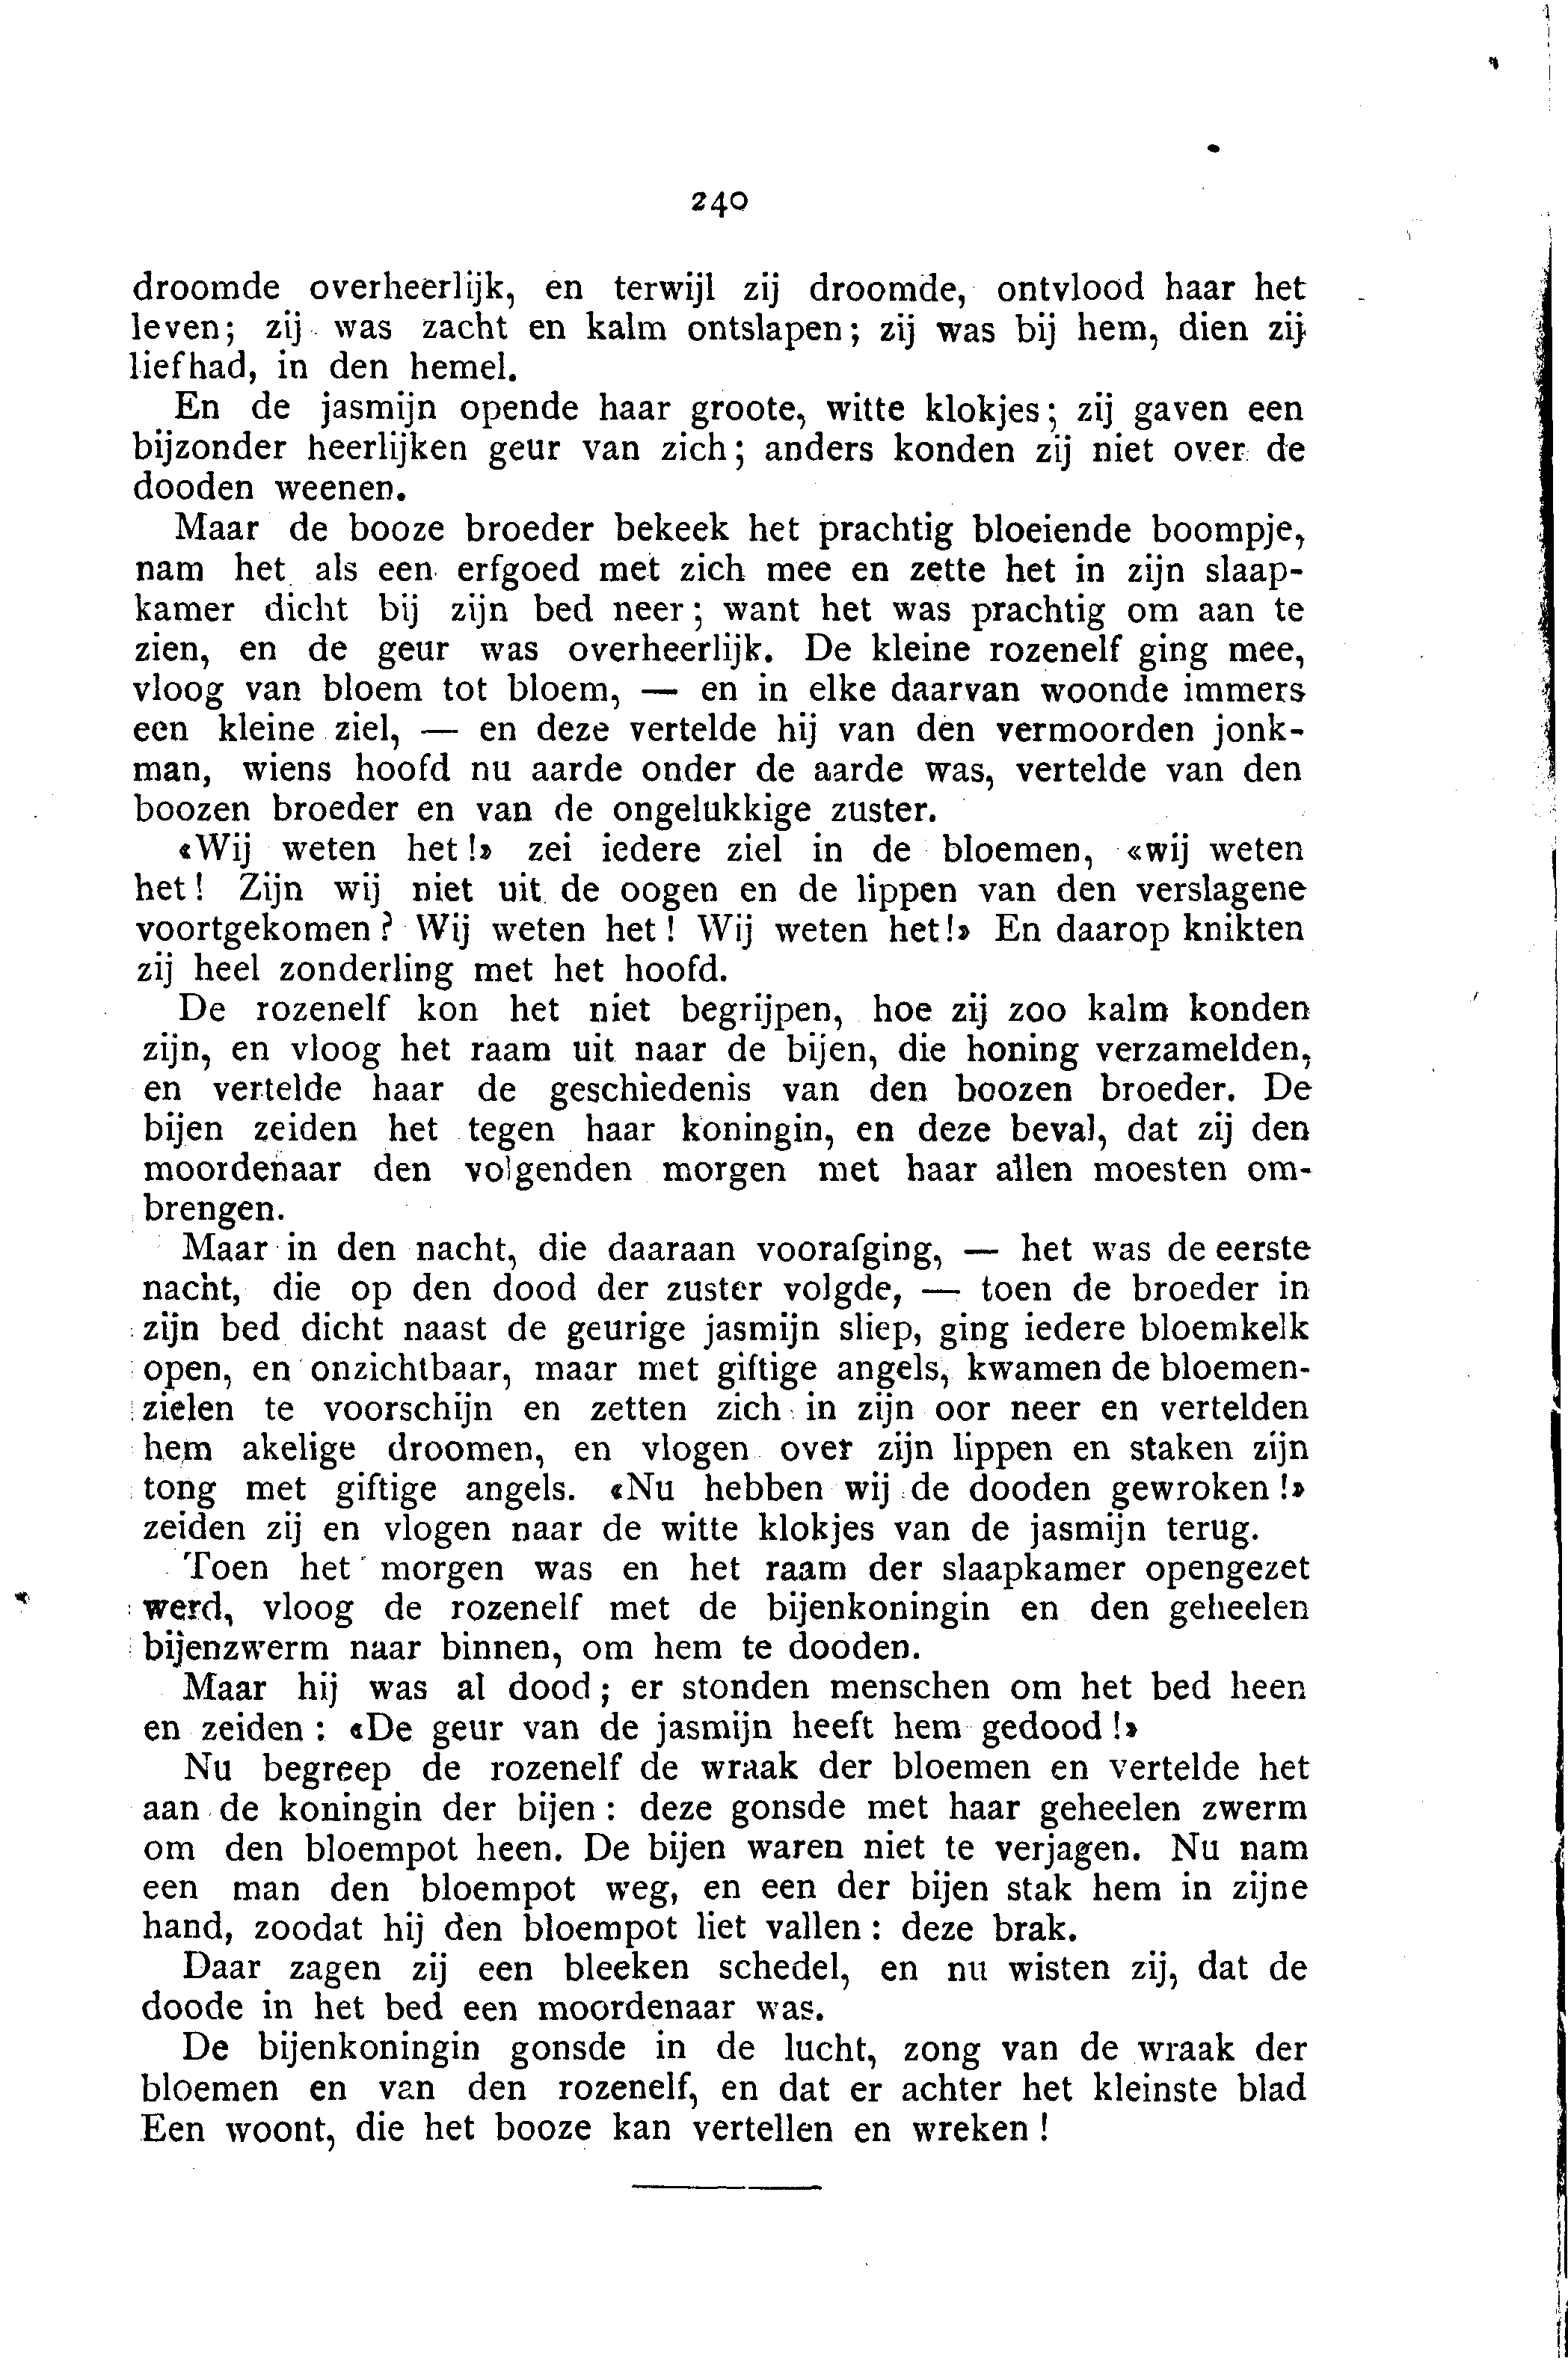 240
droomde overheerlijk, en terwijl zij droomde, ontvlood haar het
leven; zij was zacht en kalm ontslapen; zij was bij hem, dien zij
liefhad, in den hemel.
En de jasmijn opende haar groote, witte klokjes; zij gaven een
bijzonder heerlijken geur van zich; anders konden zij niet over de
dooden weenen.
Maar de booze broeder bekeek het prachtig bloeiende boompje,
nam het als een erfgoed met zich mee en zette het in zijn slaap-
kamer dicht bij zijn bed neer; want het was prachtig om aan te
zien, en de geur was overheerlijk. De kleine rozenelf ging mee,
vloog van bloem tot bloem, — en in elke daarvan woonde immers
een kleine ziel, — en deze vertelde hij van den vermoorden jonk-
man, wiens hoofd nu aarde onder de aarde was, vertelde van den
boozen broeder en van de ongelukkige zuster.
«Wij weten het!» zei iedere ziel in de bloemen, «wij weten
het! Zijn wij niet uit de oogen en de lippen van den verslagene
voortgekomen? Wij weten het! Wij weten het!» En daarop knikten
zij heel zonderling met het hoofd.
De rozenelf kon het niet begrijpen, hoe zij zoo kalm konden
zijn, en vloog het raam uit naar de bijen, die honing verzamelden,
en vertelde haar de geschiedenis van den boozen broeder. De
bijen zeiden het tegen haar koningin, en deze beval, dat zij den
moordenaar den volgenden morgen met haar allen moesten om-
brengen.
Maar in den nacht, die daaraan voorafging, — het was de eerste
nacht, die op den dood der zuster volgde, — toen de broeder in
zijn bed dicht naast de geurige jasmijn sliep, ging iedere bloemkelk
open, en onzichtbaar, maar met giftige angels, kwamen de bloemen-
zielen te voorschijn en zetten zich in zijn oor neer en vertelden
hem akelige droomen, en vlogen over zijn lippen en staken zijn
tong met giftige angels. «Nu hebben wij de dooden gewroken!»
zeiden zij en vlogen naar de witte klokjes van de jasmijn terug.
Toen het morgen was en het raam der slaapkamer opengezet
werd, vloog de rozenelf met de bijenkoningin en den geheelen
bijenzwerm naar binnen, om hem te dooden.
Maar hij was al dood; er stonden menschen om het bed heen
en zeiden: «De geur van de jasmijn heeft hem gedood!»
Nu begreep de rozenelf de wraak der bloemen en vertelde het
aan de koningin der bijen: deze gonsde met haar geheelen zwerm
om den bloempot heen. De bijen waren niet te verjagen. Nu nam
een man den bloempot weg, en een der bijen stak hem in zijne
hand, zoodat hij den bloempot liet vallen: deze brak.
Daar zagen zij een bleeken schedel, en nu wisten zij, dat de
doode in het bed een moordenaar was.
De bijenkoningin gonsde in de lucht, zong van de wraak der
bloemen en van den rozenelf, en dat er achter het kleinste blad
Een woont, die het booze kan vertellen en wreken!